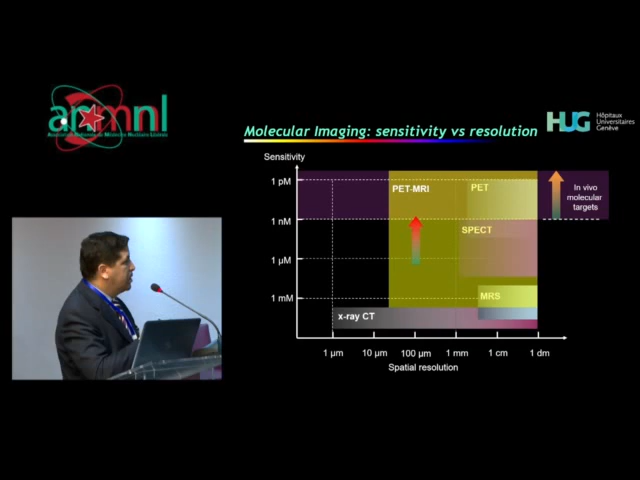 anmnl
Molecular Imaging: sensitivity vs resolution
HUG
Hôpitaux
Universitaires
Genève
Sensitivity
1 pM
1 nM
1 µM
1 mM
PET-MRI
PET
SPECT
MRS
x-ray CT
In vivo
molecular
targets
1 µm
10 µm
100 µm
1 mm
1 cm
1 dm
Spatial resolution